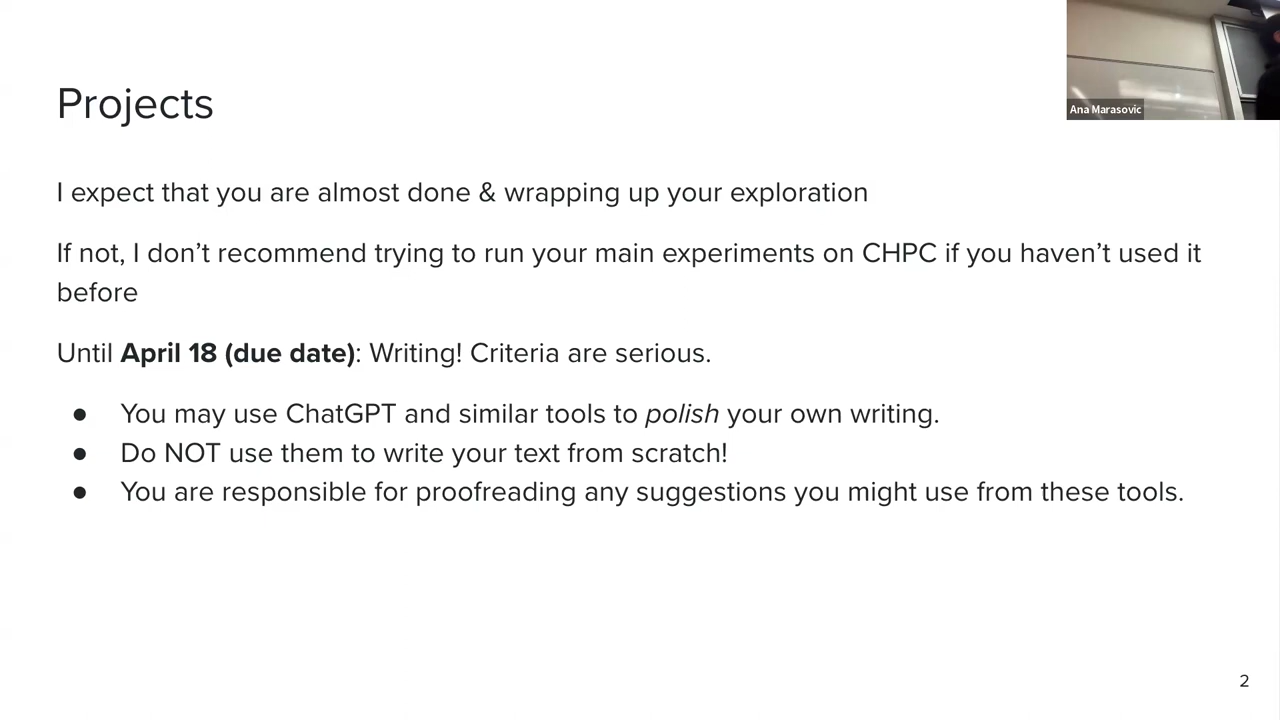 Ana Marasovic
Projects
I expect that you are almost done & wrapping up your exploration
If not, I don’t recommend trying to run your main experiments on CHPC if you haven’t used it
before
Until April 18 (due date): Writing! Criteria are serious.
● You may use ChatGPT and similar tools to polish your own writing.
● Do NOT use them to write your text from scratch!
● You are responsible for proofreading any suggestions you might use from these tools.
2